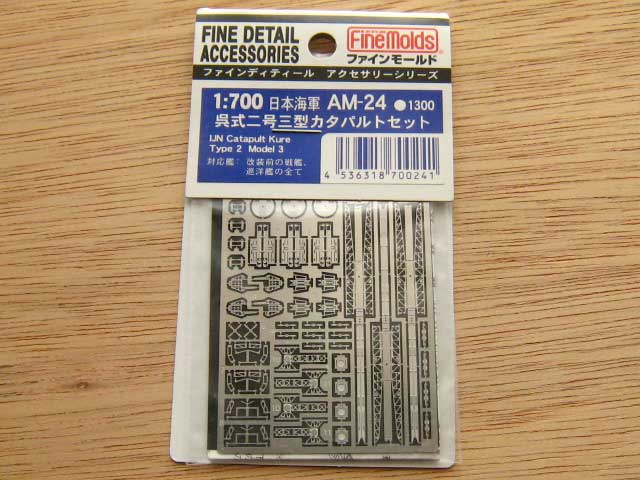 FINE DETAIL
ACCESSORIES
FineMolds
ファインモールド
ファインディティール アクセサリーシリーズ
1:700 日本海軍 AM-24 ●1300
呉式二号三型カタパルトセット
IJN Catapult Kure
Type 2 Model 3
対応艦: 改装前の戦艦、
巡洋艦の全て
4 536318 700241